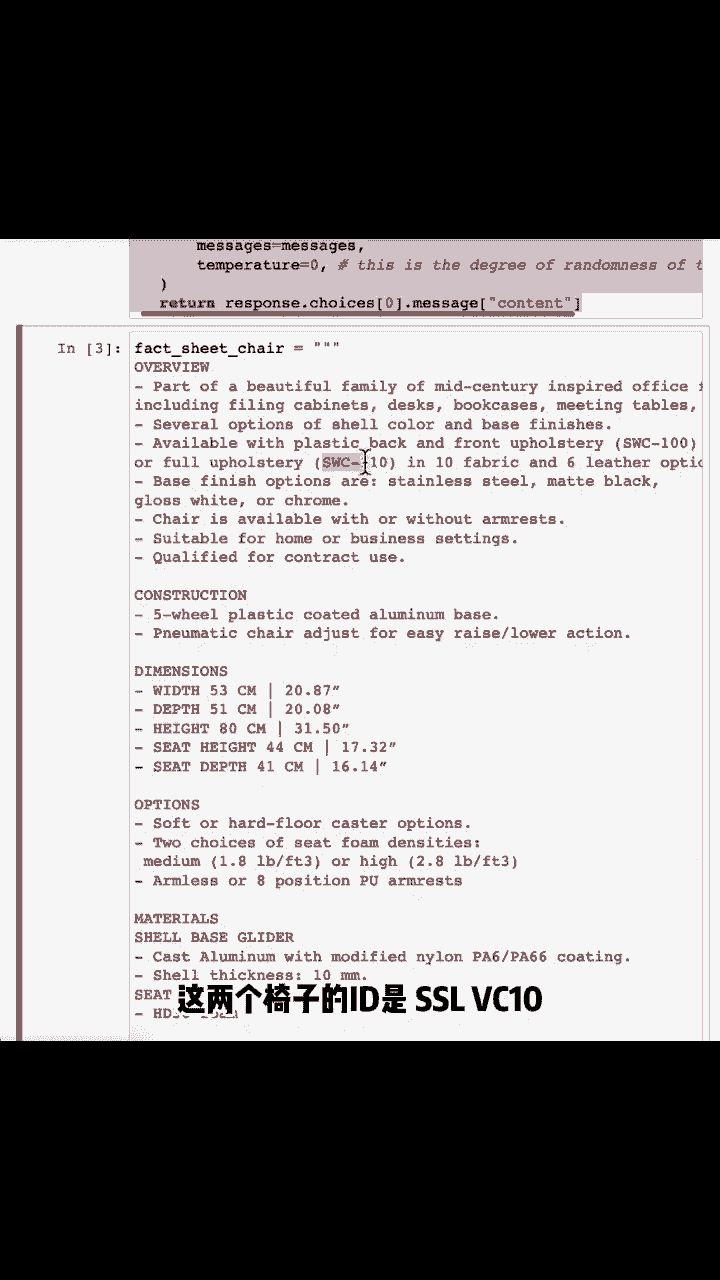 messages=messages,
temperature=0, # this is the degree of randomness of t
)
return response.choices[0].message["content"]
In [3]: fact_sheet_chair = """
OVERVIEW
- Part of a beautiful family of mid-century inspired office f
including filing cabinets, desks, bookcases, meeting tables,
- Several options of shell color and base finishes.
- Available with plastic back and front upholstery (SWC-100)
or full upholstery (SWC-110) in 10 fabric and 6 leather optio
- Base finish options are: stainless steel, matte black,
gloss white, or chrome.
- Chair is available with or without armrests.
- Suitable for home or business settings.
- Qualified for contract use.
CONSTRUCTION
- 5-wheel plastic coated aluminum base.
- Pneumatic chair adjust for easy raise/lower action.
DIMENSIONS
- WIDTH 53 CM | 20.87”
- DEPTH 51 CM | 20.08”
- HEIGHT 80 CM | 31.50”
- SEAT HEIGHT 44 CM | 17.32”
- SEAT DEPTH 41 CM | 16.14”
OPTIONS
- Soft or hard-floor caster options.
- Two choices of seat foam densities:
medium (1.8 lb/ft3) or high (2.8 lb/ft3)
- Armless or 8 position PU armrests
MATERIALS
SHELL BASE GLIDER
- Cast Aluminum with modified nylon PA6/PA66 coating.
- Shell thickness: 10 mm.
SEAT
这两个椅子的ID是 SSL VC10